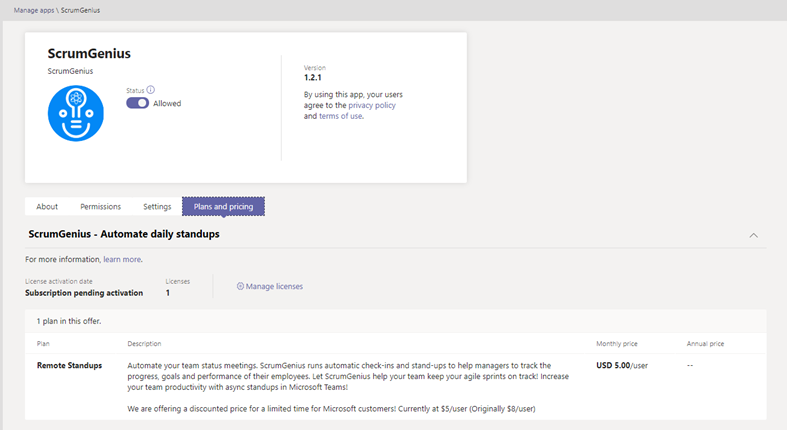 Manage apps \ ScrumGenius
ScrumGenius
ScrumGenius
Status
Allowed
Version
1.2.1
By using this app, your users
agree to the privacy policy
and terms of use.
About Permissions Settings Plans and pricing
ScrumGenius - Automate daily standups
For more information, learn more.
License activation date Licenses
Subscription pending activation 1
Manage licenses
1 plan in this offer.
Plan Description Monthly price Annual price
Remote Standups Automate your team status meetings. ScrumGenius runs automatic check-ins and stand-ups to help managers to track the USD 5.00/user --
progress, goals and performance of their employees. Let ScrumGenius help your team keep your agile sprints on track! Increase
your team productivity with async standups in Microsoft Teams!
We are offering a discounted price for a limited time for Microsoft customers! Currently at $5/user (Originally $8/user)